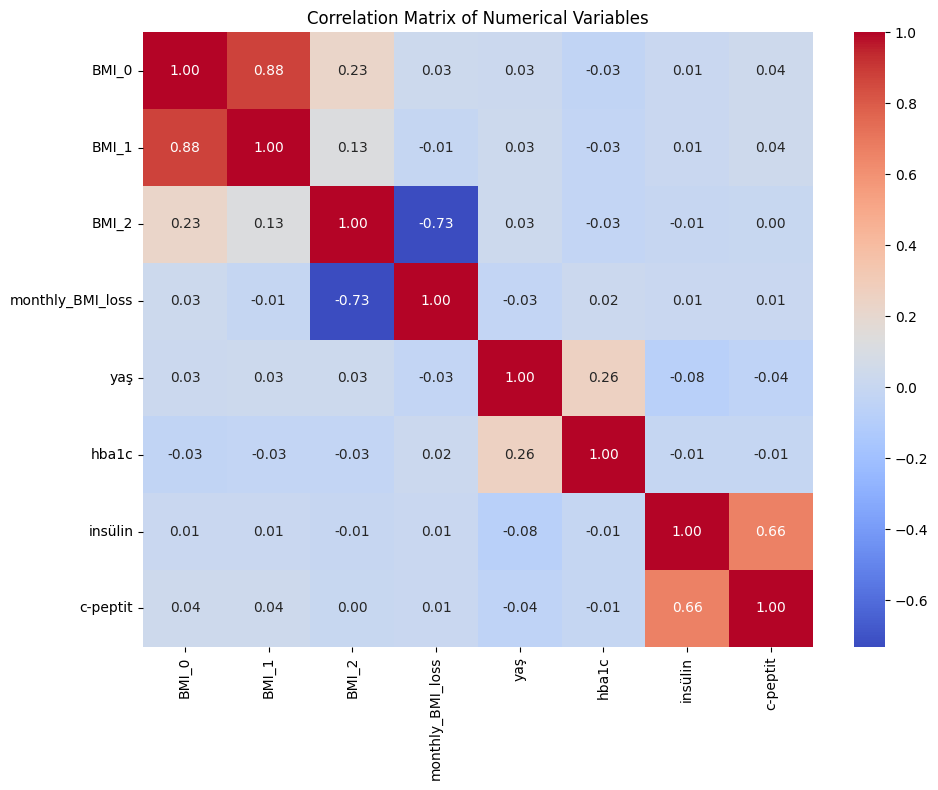 Correlation Matrix of Numerical Variables
BMI_0 1.00 0.88 0.23 0.03 0.03 -0.03 0.01 0.04
BMI_1 0.88 1.00 0.13 -0.01 0.03 -0.03 0.01 0.04
BMI_2 0.23 0.13 1.00 -0.73 0.03 -0.03 -0.01 0.00
monthly_BMI_loss 0.03 -0.01 -0.73 1.00 -0.03 0.02 0.01 0.01
yaş 0.03 0.03 0.03 -0.03 1.00 0.26 -0.08 -0.04
hba1c -0.03 -0.03 -0.03 0.02 0.26 1.00 -0.01 -0.01
insülin 0.01 0.01 -0.01 0.01 -0.08 -0.01 1.00 0.66
c-peptit 0.04 0.04 0.00 0.01 -0.04 -0.01 0.66 1.00
BMI_0 BMI_1 BMI_2 monthly_BMI_loss yaş hba1c insülin c-peptit
1.0
0.8
0.6
0.4
0.2
0.0
−0.2
−0.4
−0.6